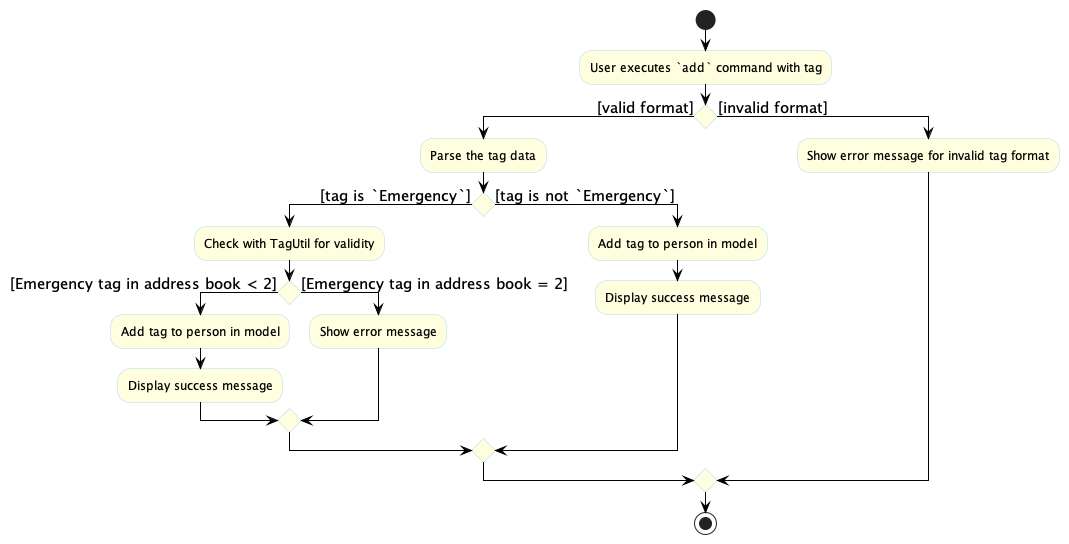 User executes `add` command with tag
[valid format]
[invalid format]
Parse the tag data
Show error message for invalid tag format
[tag is `Emergency`]
[tag is not `Emergency`]
Check with TagUtil for validity
Add tag to person in model
[Emergency tag in address book < 2]
[Emergency tag in address book = 2]
Display success message
Add tag to person in model
Show error message
Display success message